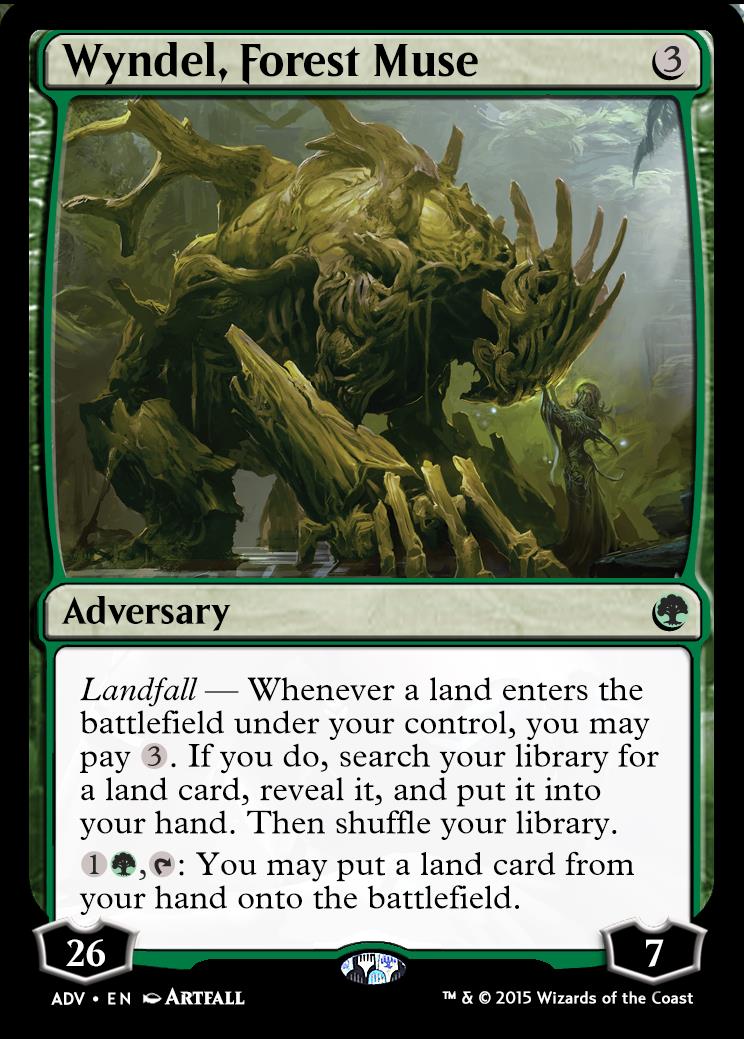 Wyndel, Forest Muse 3
Adversary
Landfall — Whenever a land enters the
battlefield under your control, you may
pay 3. If you do, search your library for
a land card, reveal it, and put it into
your hand. Then shuffle your library.
1 , : You may put a land card from
your hand onto the battlefield.
26 7
ADV • EN ARTFALL ™ & © 2015 Wizards of the Coast